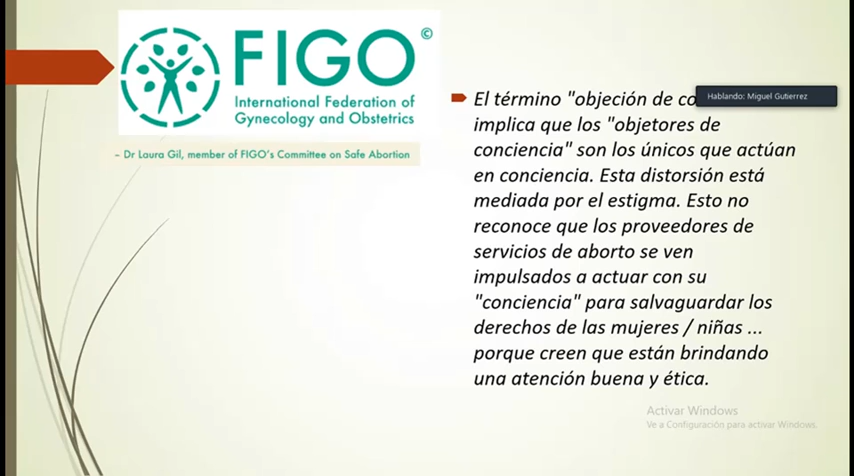 FIGO©
International Federation of
Gynecology and Obstetrics
– Dr Laura Gil, member of FIGO's Committee on Safe Abortion
El término "objeción de co
Hablando: Miguel Gutierrez
implica que los "objetores de
conciencia" son los únicos que actúan
en conciencia. Esta distorsión está
mediada por el estigma. Esto no
reconoce que los proveedores de
servicios de aborto se ven
impulsados a actuar con su
"conciencia" para salvaguardar los
derechos de las mujeres / niñas ...
porque creen que están brindando
una atención buena y ética.
Activar Windows
Ve a Configuración para activar Windows.